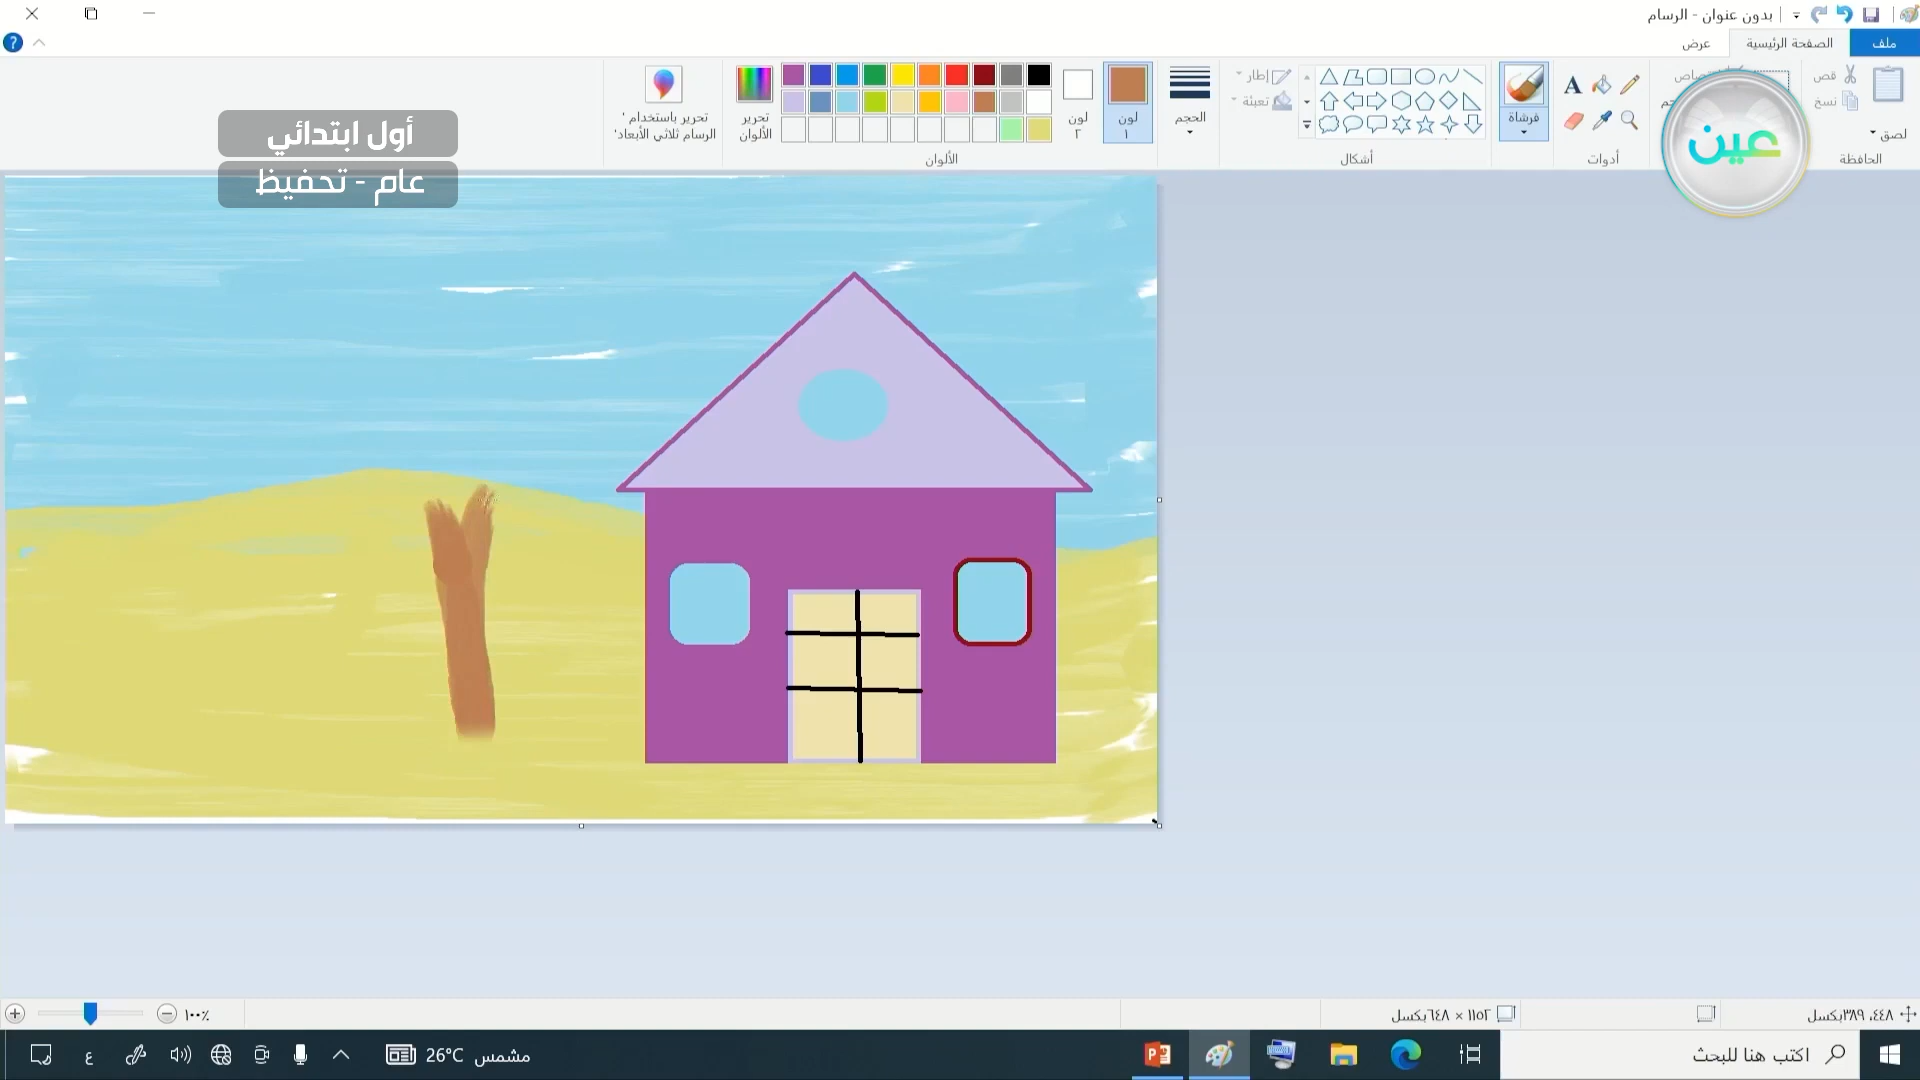 بدون عنوان - الرسام
ملف
الصفحة الرئيسية
عرض
قص
نسخ
لصق
الحافظة
أدوات
فرشاة
إطار
تعبئة
أشكال
الحجم
لون
١
لون
٢
تحرير
الألوان
الألوان
تحرير باستخدام
الرسام ثلاثي الأبعاد
عين
أول ابتدائي
عام - تحفيظ
٤٤٨، ٣٨٩بكسل
١١٥٢ × ٦٤٨بكسل
١٠٠٪
اكتب هنا للبحث
26°C مشمس
ع